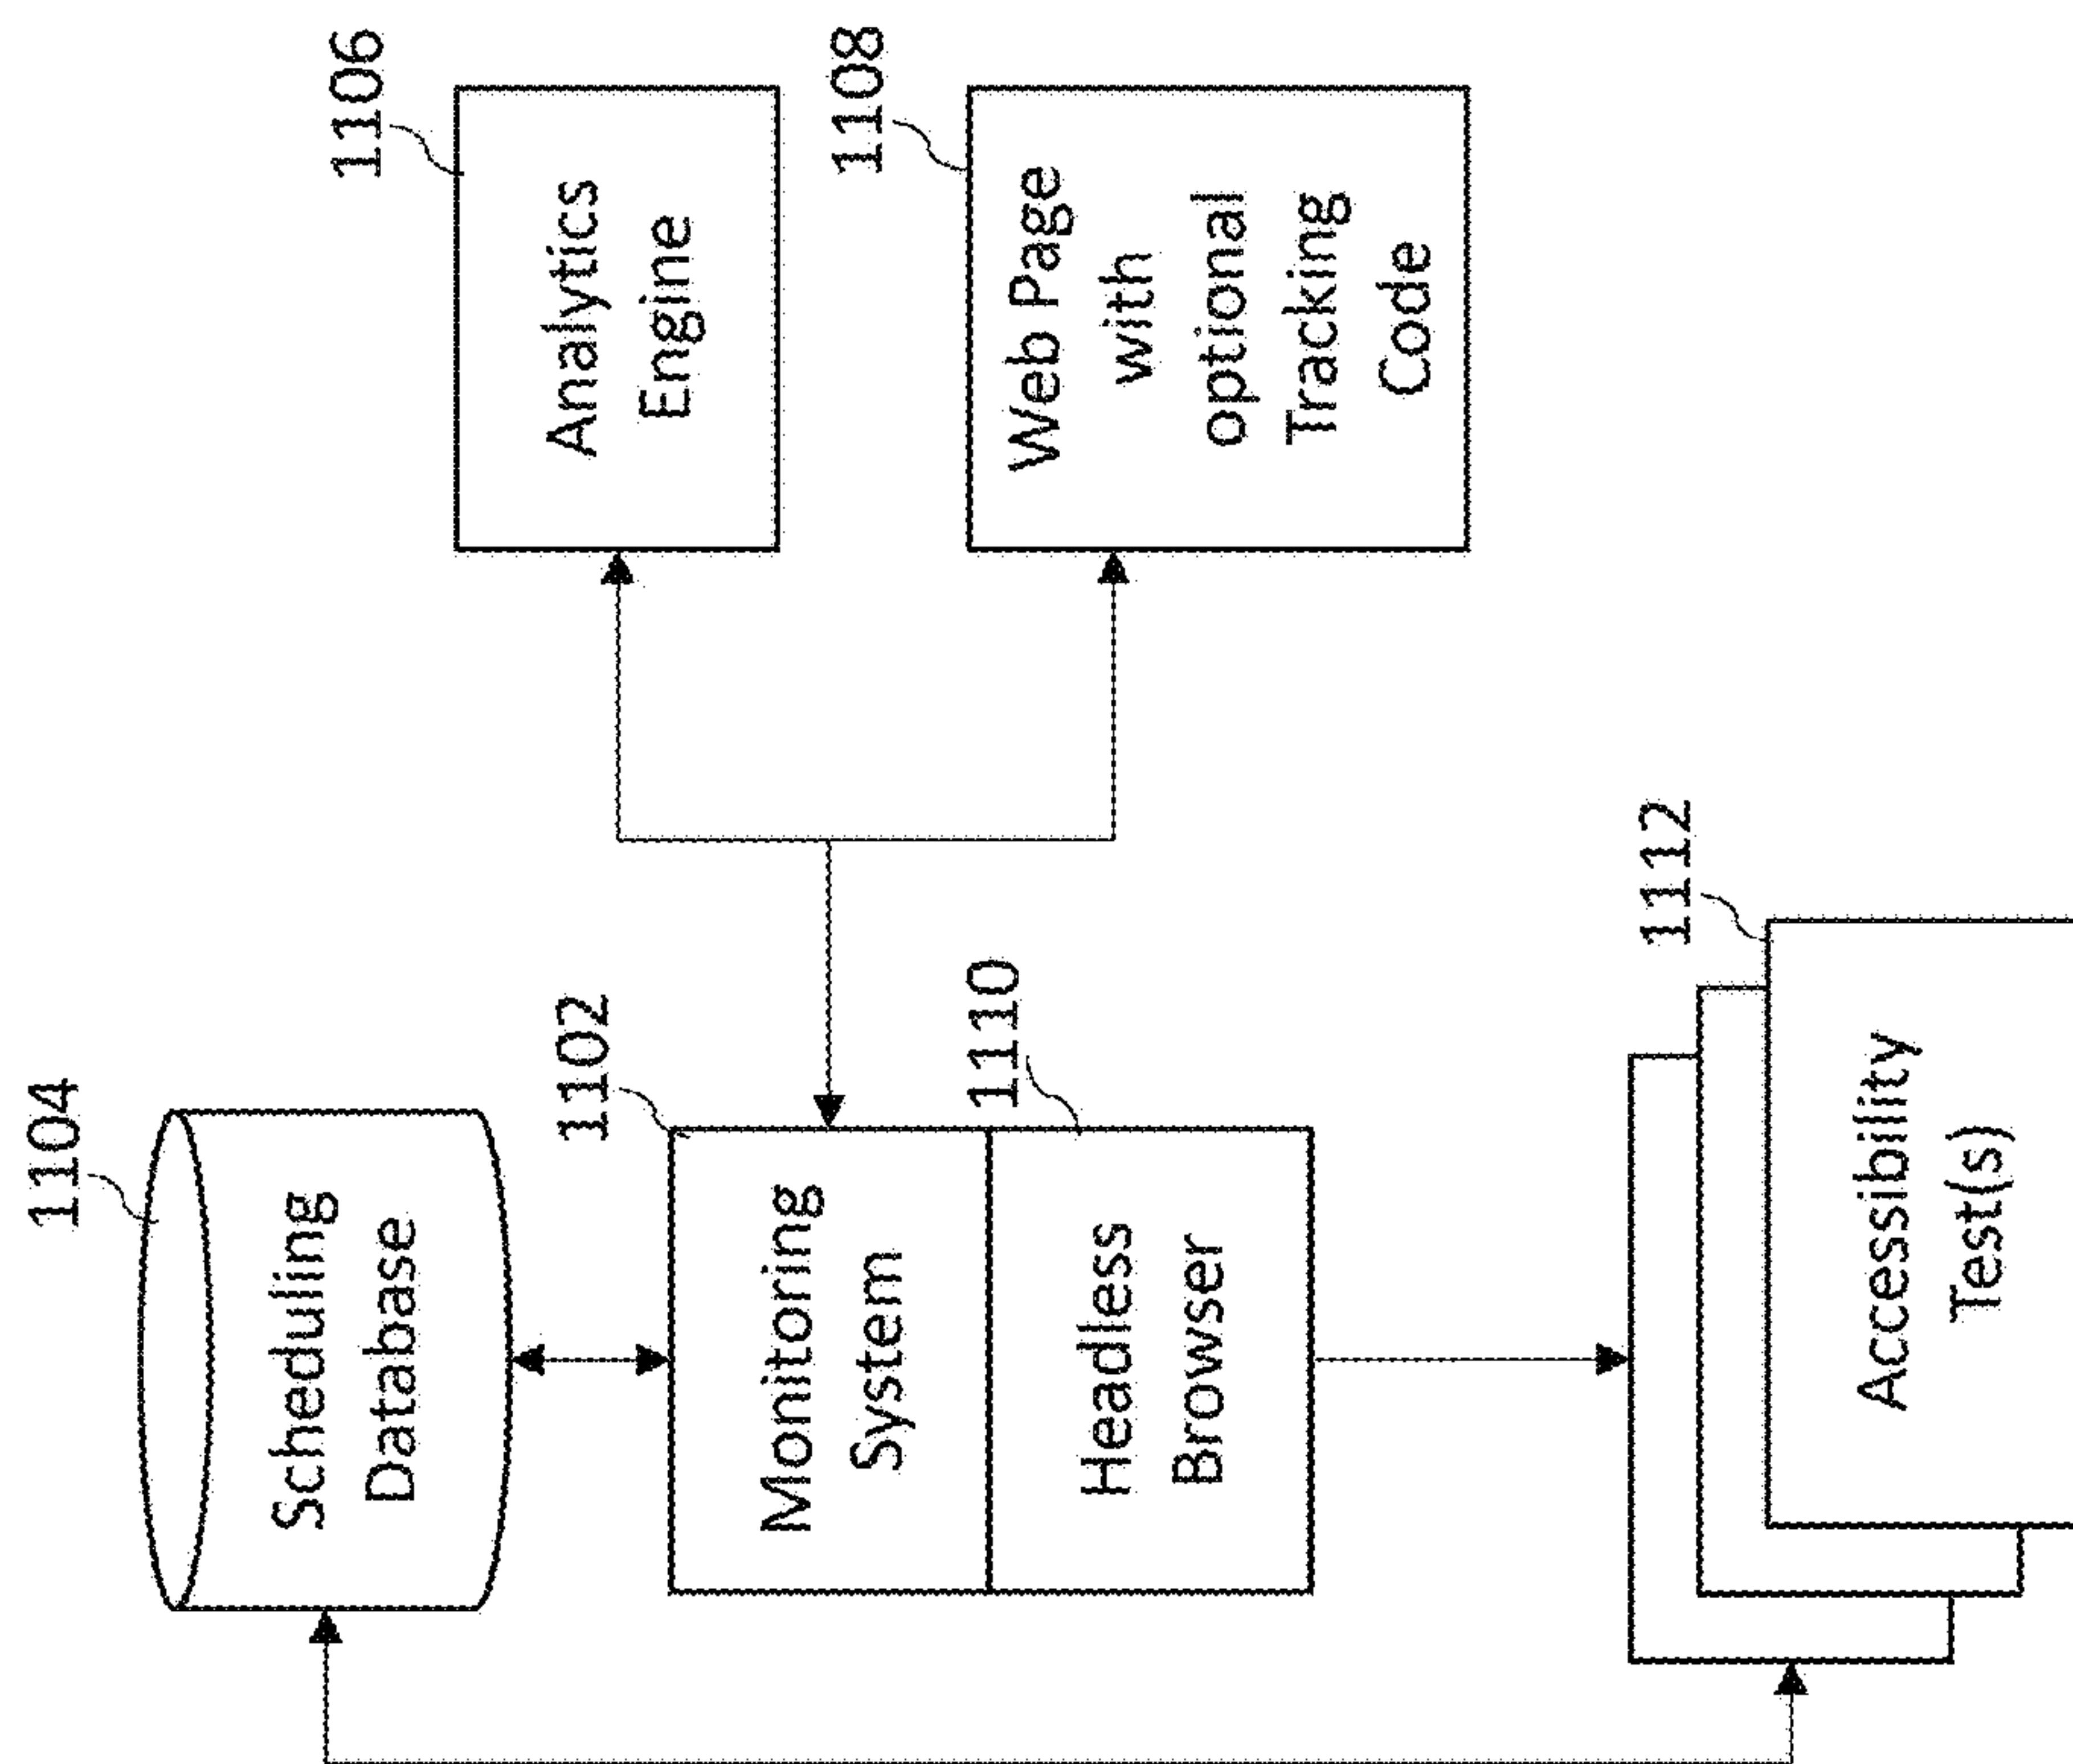 1104
Scheduling
Database
1102
Monitoring
System
1110
Headless
Browser
1106
Analytics
Engine
1108
Web Page
with
optional
Tracking
Code
1112
Accessibility
Test(s)